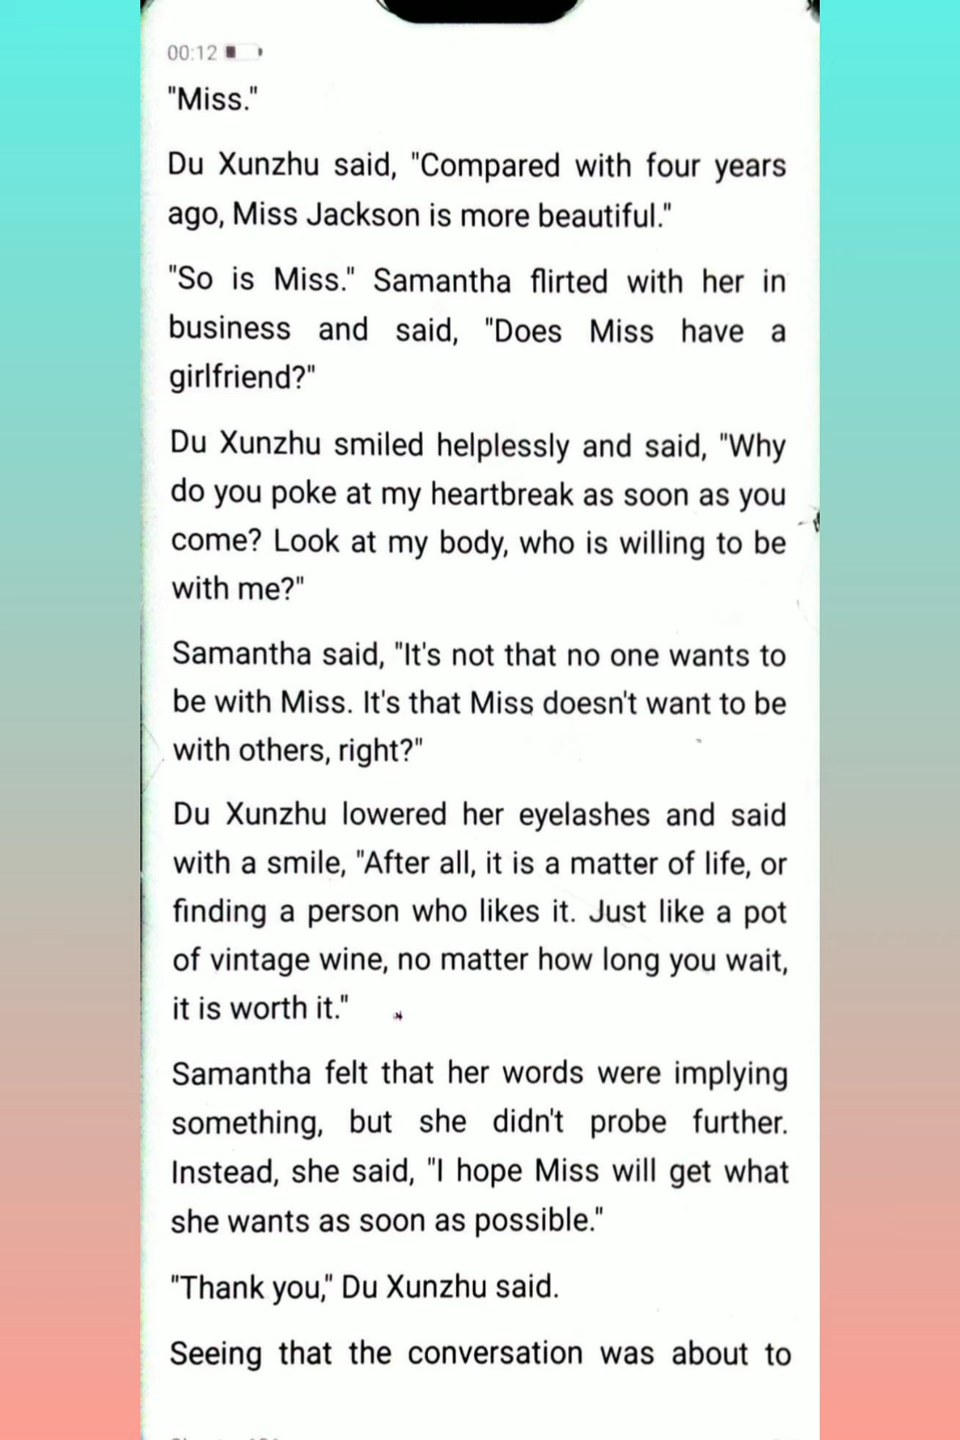 00:12
"Miss."
Du Xunzhu said, "Compared with four years
ago, Miss Jackson is more beautiful."
"So is Miss." Samantha flirted with her in
business and said, "Does Miss have a
girlfriend?"
Du Xunzhu smiled helplessly and said, "Why
do you poke at my heartbreak as soon as you
come? Look at my body, who is willing to be
with me?"
Samantha said, "It's not that no one wants to
be with Miss. It's that Miss doesn't want to be
with others, right?"
Du Xunzhu lowered her eyelashes and said
with a smile, "After all, it is a matter of life, or
finding a person who likes it. Just like a pot
of vintage wine, no matter how long you wait,
it is worth it."
Samantha felt that her words were implying
something, but she didn't probe further.
Instead, she said, "I hope Miss will get what
she wants as soon as possible."
"Thank you," Du Xunzhu said.
Seeing that the conversation was about to